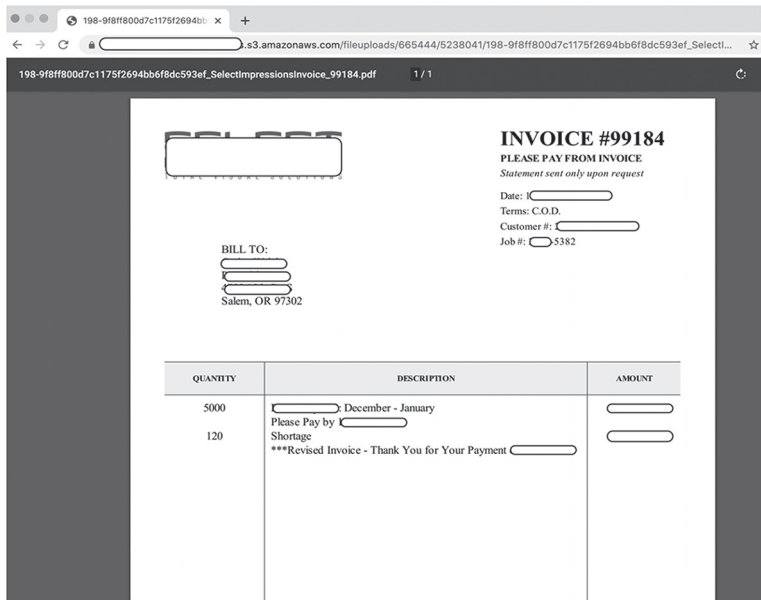 198-9f8ff800d7c1175f2694bb
.s3.amazonaws.com/fileuploads/665444/5238041/198-9f8ff800d7c1175f2694bb6f8dc593ef_SelectI...
198-9f8ff800d7c1175f2694bb6f8dc593ef_SelectImpressionsInvoice_99184.pdf
1 / 1
INVOICE #99184
PLEASE PAY FROM INVOICE
Statement sent only upon request
Date:
Terms: C.O.D.
Customer #:
Job #: -5382
BILL TO:
Salem, OR 97302
QUANTITY DESCRIPTION AMOUNT
5000 : December - January
Please Pay by
120 Shortage
***Revised Invoice - Thank You for Your Payment